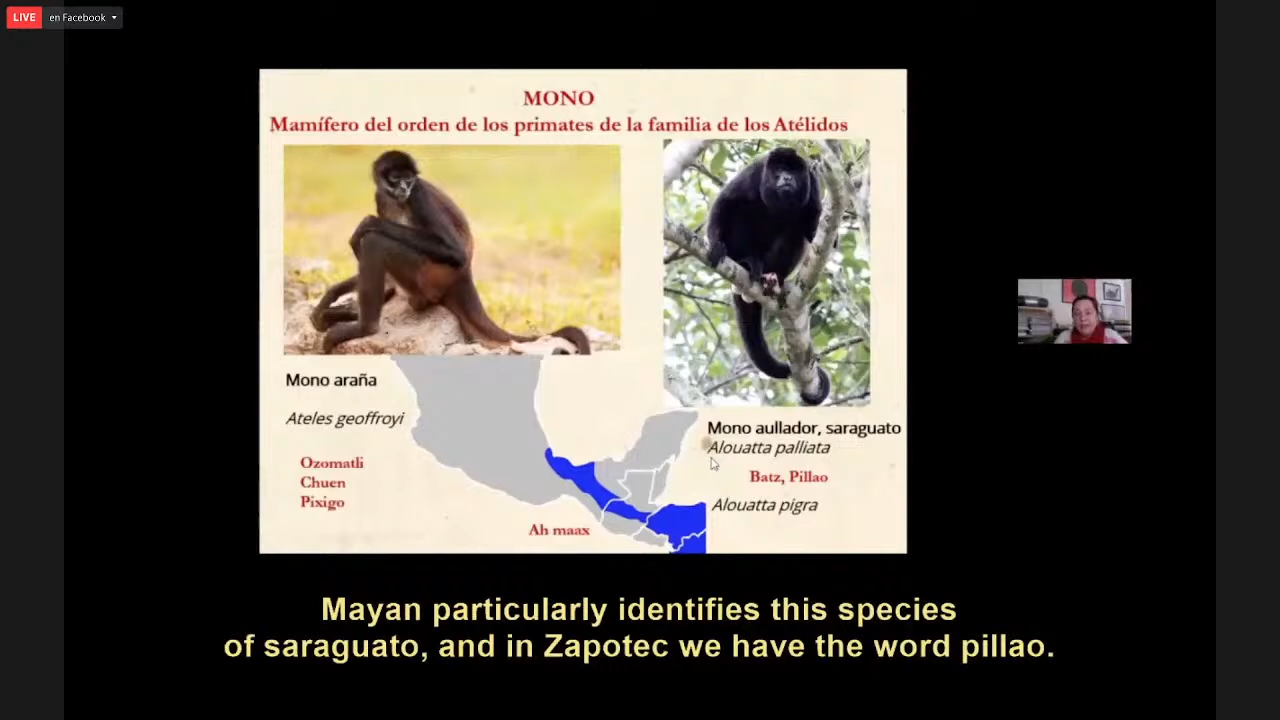 LIVE en Facebook
MONO
Mamífero del orden de los primates de la familia de los Atélidos
Mono araña
Ateles geoffroyi
Ozomatli
Chuen
Pixigo
Ah maax
Mono aullador, saraguato
Alouatta palliata
Batz, Pillao
Alouatta pigra
Mayan particularly identifies this species
of saraguato, and in Zapotec we have the word pillao.